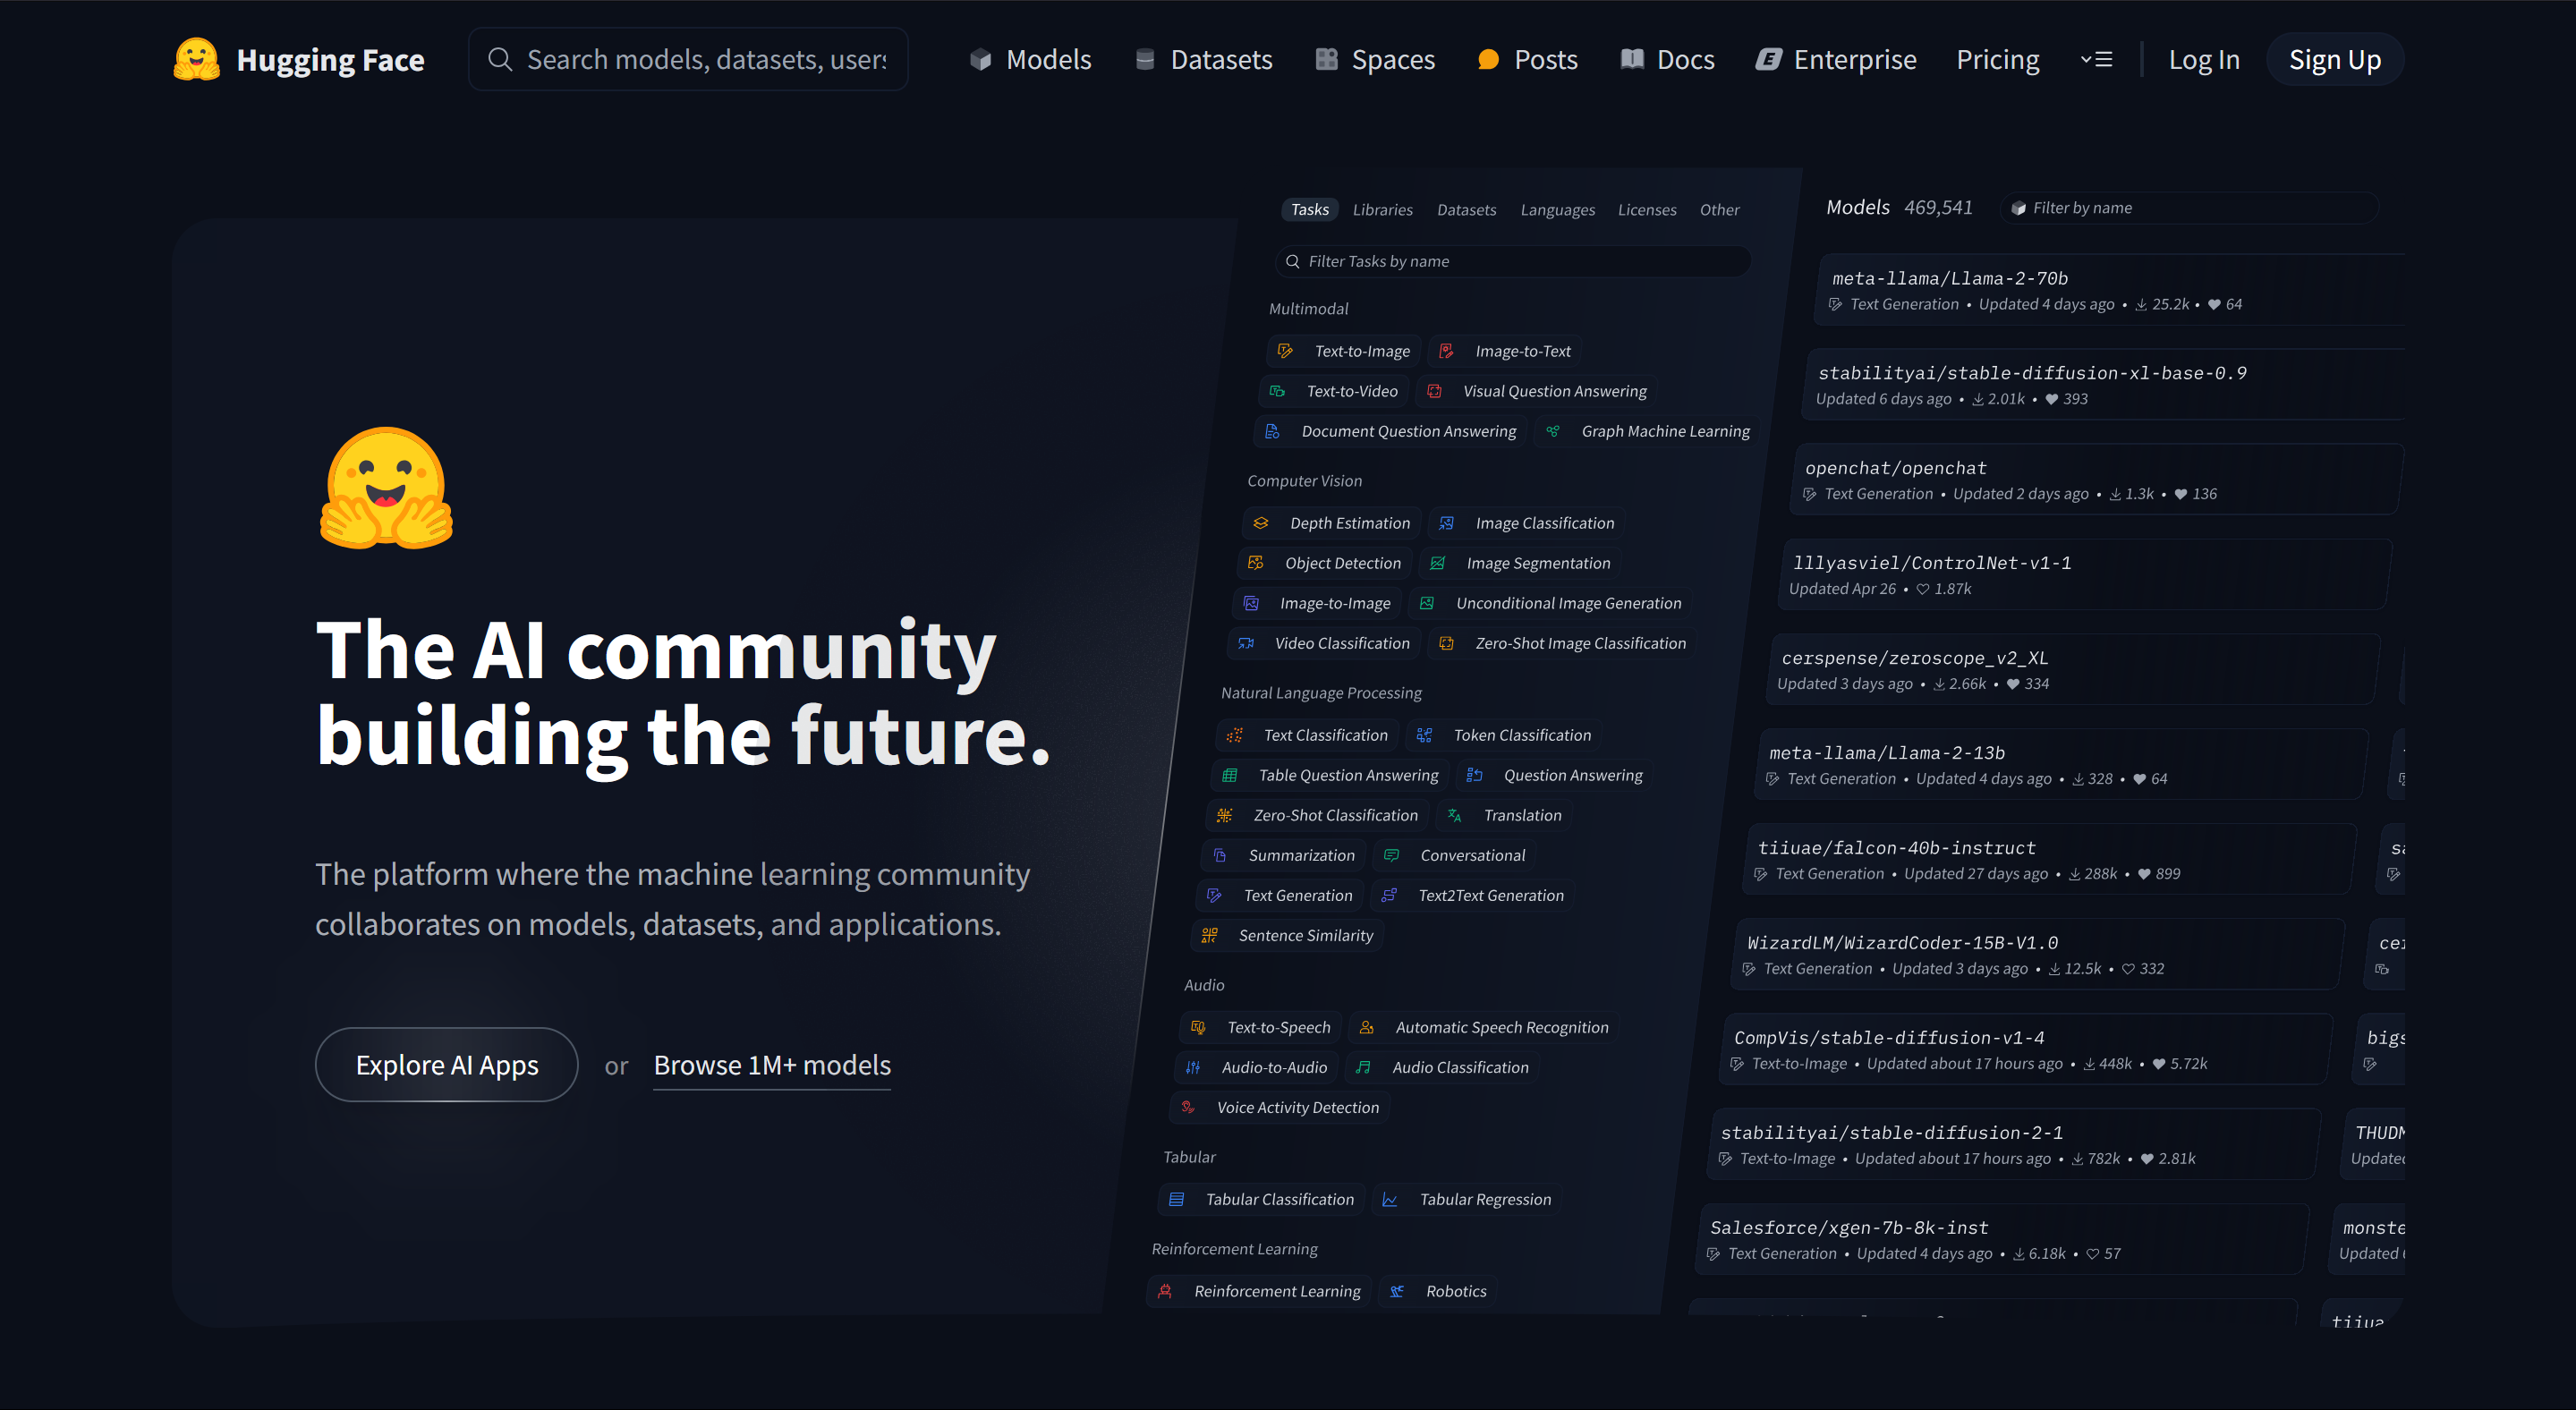 Hugging Face
Search models, datasets, users
Models
Datasets
Spaces
Posts
Docs
Enterprise
Pricing
Log In
Sign Up
The AI community
building the future.
The platform where the machine learning community
collaborates on models, datasets, and applications.
Explore AI Apps or Browse 1M+ models
Tasks Libraries Datasets Languages Licenses Other
Filter Tasks by name
Multimodal
Text-to-Image Image-to-Text
Text-to-Video Visual Question Answering
Document Question Answering Graph Machine Learning
Computer Vision
Depth Estimation Image Classification
Object Detection Image Segmentation
Image-to-Image Unconditional Image Generation
Video Classification Zero-Shot Image Classification
Natural Language Processing
Text Classification Token Classification
Table Question Answering Question Answering
Zero-Shot Classification Translation
Summarization Conversational
Text Generation Text2Text Generation
Sentence Similarity
Audio
Text-to-Speech Automatic Speech Recognition
Audio-to-Audio Audio Classification
Voice Activity Detection
Tabular
Tabular Classification Tabular Regression
Reinforcement Learning
Reinforcement Learning Robotics
Models 469,541 Filter by name
meta-llama/Llama-2-70b
Text Generation • Updated 4 days ago • 25.2k • 64
stabilityai/stable-diffusion-xl-base-0.9
Updated 6 days ago • 2.01k • 393
openchat/openchat
Text Generation • Updated 2 days ago • 1.3k • 136
lllyasviel/ControlNet-v1-1
Updated Apr 26 • 1.87k
cerspense/zeroscope_v2_XL
Updated 3 days ago • 2.66k • 334
meta-llama/Llama-2-13b
Text Generation • Updated 4 days ago • 328 • 64
tiiuae/falcon-40b-instruct
Text Generation • Updated 27 days ago • 288k • 899
WizardLM/WizardCoder-15B-V1.0
Text Generation • Updated 3 days ago • 12.5k • 332
CompVis/stable-diffusion-v1-4
Text-to-Image • Updated about 17 hours ago • 448k • 5.72k
stabilityai/stable-diffusion-2-1
Text-to-Image • Updated about 17 hours ago • 782k • 2.81k
Salesforce/xgen-7b-8k-inst
Text Generation • Updated 4 days ago • 6.18k • 57
bigs
THUDM
Updated
monste
Updated
tiiua